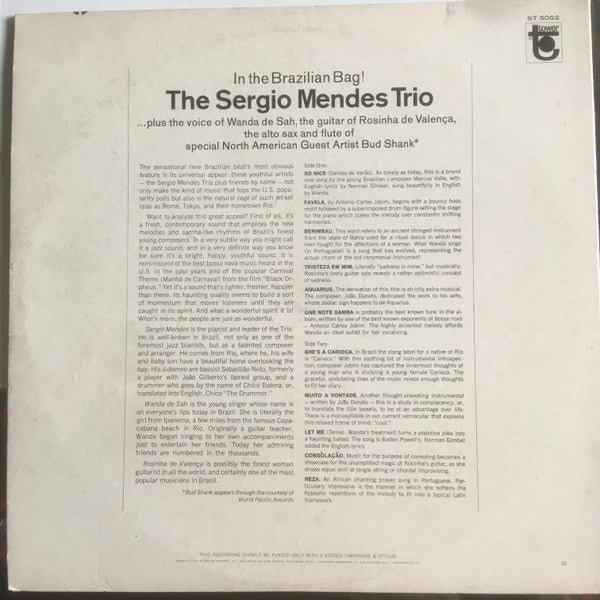 ST 5052
tower
In the Brazilian Bag!
The Sergio Mendes Trio
...plus the voice of Wanda de Sah, the guitar of Rosinha de Valença,
the alto sax and flute of
special North American Guest Artist Bud Shank*
The sensational new Brazilian beat's most obvious
feature is its universal appeal: these youthful artists
– the Sergio Mendes Trio plus friends by name – not
only make the kind of music that tops the U.S. pop-
ularity polls but also is the natural rage of such jet-set
spas as Rome, Tokyo, and their hometown Rio.
Want to analyze this great appeal? First of all, it's
a fresh, contemporary sound that employs the new
melodies and samba-like rhythms of Brazil's finest
young composers. In a very subtle way you might call
it a jazz sound; and in a very definite way you know
for sure it's a bright, happy, youthful sound. It is
reminiscent of the best bossa nova music heard in the
U.S. in the past years and of the popular Carnival
Theme (Manhã de Carnaval) from the film "Black Or-
pheus." Yet it's a sound that's lighter, fresher, happier
than these. Its haunting quality seems to build a sort
of momentum that moves listeners until they are
caught in its spirit. And what a wonderful spirit it is!
What's more, the people are just as wonderful:
Sergio Mendes is the pianist and leader of the Trio.
He is well-known in Brazil, not only as one of the
foremost jazz pianists, but as a talented composer
and arranger. He comes from Rio, where he, his wife
and baby son have a beautiful home overlooking the
bay. His sidemen are bassist Sebastião Neto, formerly
a player with João Gilberto's famed group, and a
drummer who goes by the name of Chico Batera, or,
translated into English, Chico "The Drummer."
Wanda de Sah is the young singer whose name is
on everyone's lips today in Brazil. She is literally the
girl from Ipanema, a few miles from the famous Copa-
cabana beach in Rio. Originally a guitar teacher,
Wanda began singing to her own accompaniments
just to entertain her friends. Today her admiring
friends are numbered in the thousands.
Rosinha de Valença is possibly the finest woman
guitarist in all the world, and certainly one of the most
popular musicians in Brazil.
*Bud Shank appears through the courtesy of
World Pacific Records
Side One:
SO NICE (Samba de Verão). As timely as today, this is a brand
new song by the young Brazilian composer Marcus Valle, with
English lyrics by Norman Gimbel, sung beautifully in English
by Wanda.
FAVELA, by Antonio Carlos Jobim, begins with a bouncy bass
motif followed by a superimposed drum figure setting the stage
for the piano which states the melody over constantly shifting
harmonies.
BERIMBAU. This word refers to an ancient stringed instrument
from the state of Bahia used for a ritual dance in which two
men fought for the affections of a woman. What Wanda sings
(in Portuguese) is a song that has evolved, representing the
actual chant of the old ceremonial instrument.
TRISTEZA EM MIM. Literally "sadness is mine," but musically,
Rosinha's lively guitar solo reveals a rather optimistic concept
of sadness.
AQUARIUS. The derivation of this title is strictly extra-musical.
The composer, João Donato, dedicated the work to his wife,
whose zodiac sign happens to be Aquarius.
ONE NOTE SAMBA is probably the best known tune in the al-
bum, written by one of the best known exponents of bossa nova
– Antonio Carlos Jobim. The highly accented melody affords
Wanda an ideal outlet for her vocalizing.
Side Two:
SHE'S A CARIOCA. In Brazil the slang label for a native of Rio
is "Carioca." With this soothing bit of instrumental introspec-
tion, composer Jobim has captured the innermost thoughts of
a young man who is studying a young female Carioca. The
graceful, undulating lines of the music reveal enough thoughts
to fill her diary.
MUITO A VONTADE. Another thought-provoking instrumental
– written by João Donato – this is a study in complacency, or,
to translate the title loosely, to be at an advantage over life.
There is a monosyllable in our current vernacular that explains
this relaxed frame of mind: "cool."
LET ME (Deixa). Wanda's treatment turns a plaintive plea into
a haunting ballad. The song is Baden Powell's, Norman Gimbel
added the English lyric.
CONSOLAÇÃO. Music for the purpose of consoling becomes a
showcase for the unamplified magic of Rosinha's guitar, as she
shows equal skill at single string or chordal improvising.
REZA. An African chanting prayer sung in Portuguese. Par-
ticularly impressive is the manner in which she softens the
hypnotic repetitions of the melody to fit into a typical Latin
framework.
THIS RECORDING SHOULD BE PLAYED ONLY WITH A STEREO CARTRIDGE & STYLUS